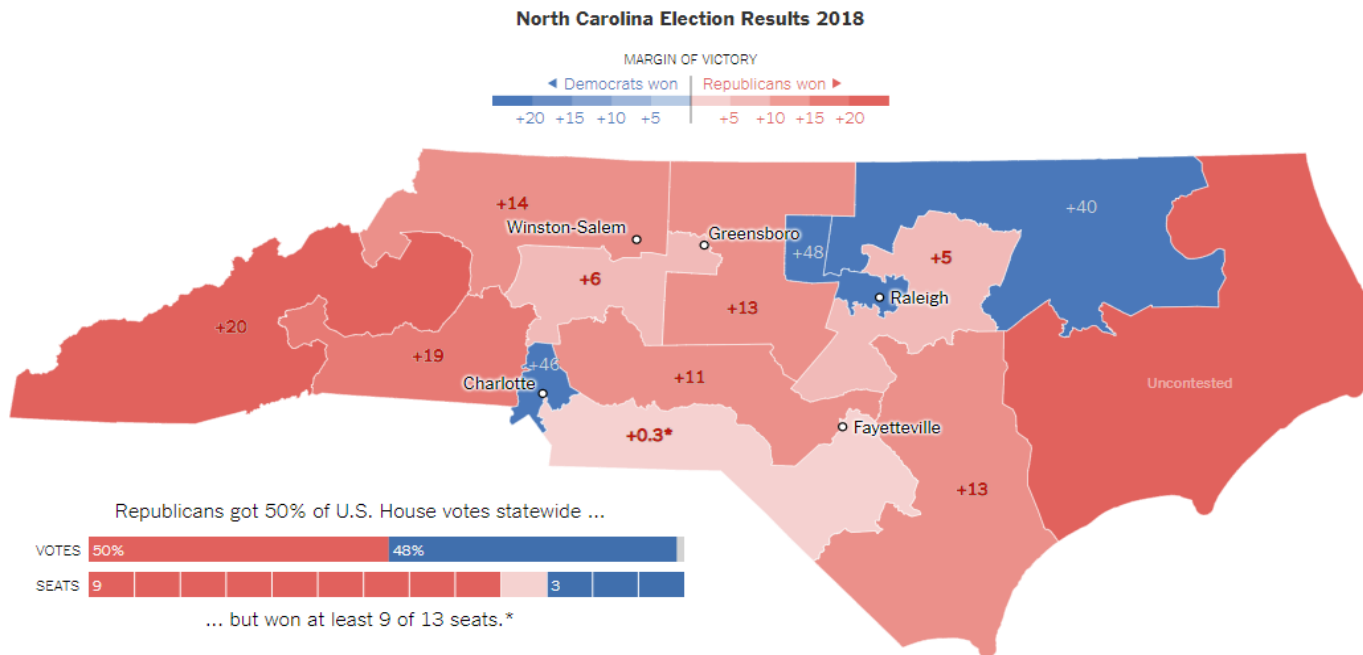 North Carolina Election Results 2018
MARGIN OF VICTORY
◄ Democrats won Republicans won ►
+20 +15 +10 +5 +5 +10 +15 +20
+14
Winston-Salem
Greensboro
+40
+48
+5
+6
Raleigh
+13
+20
+19
+46
Charlotte
+11
Uncontested
Fayetteville
+0.3*
+13
Republicans got 50% of U.S. House votes statewide ...
VOTES 50% 48%
SEATS 9 3
... but won at least 9 of 13 seats.*